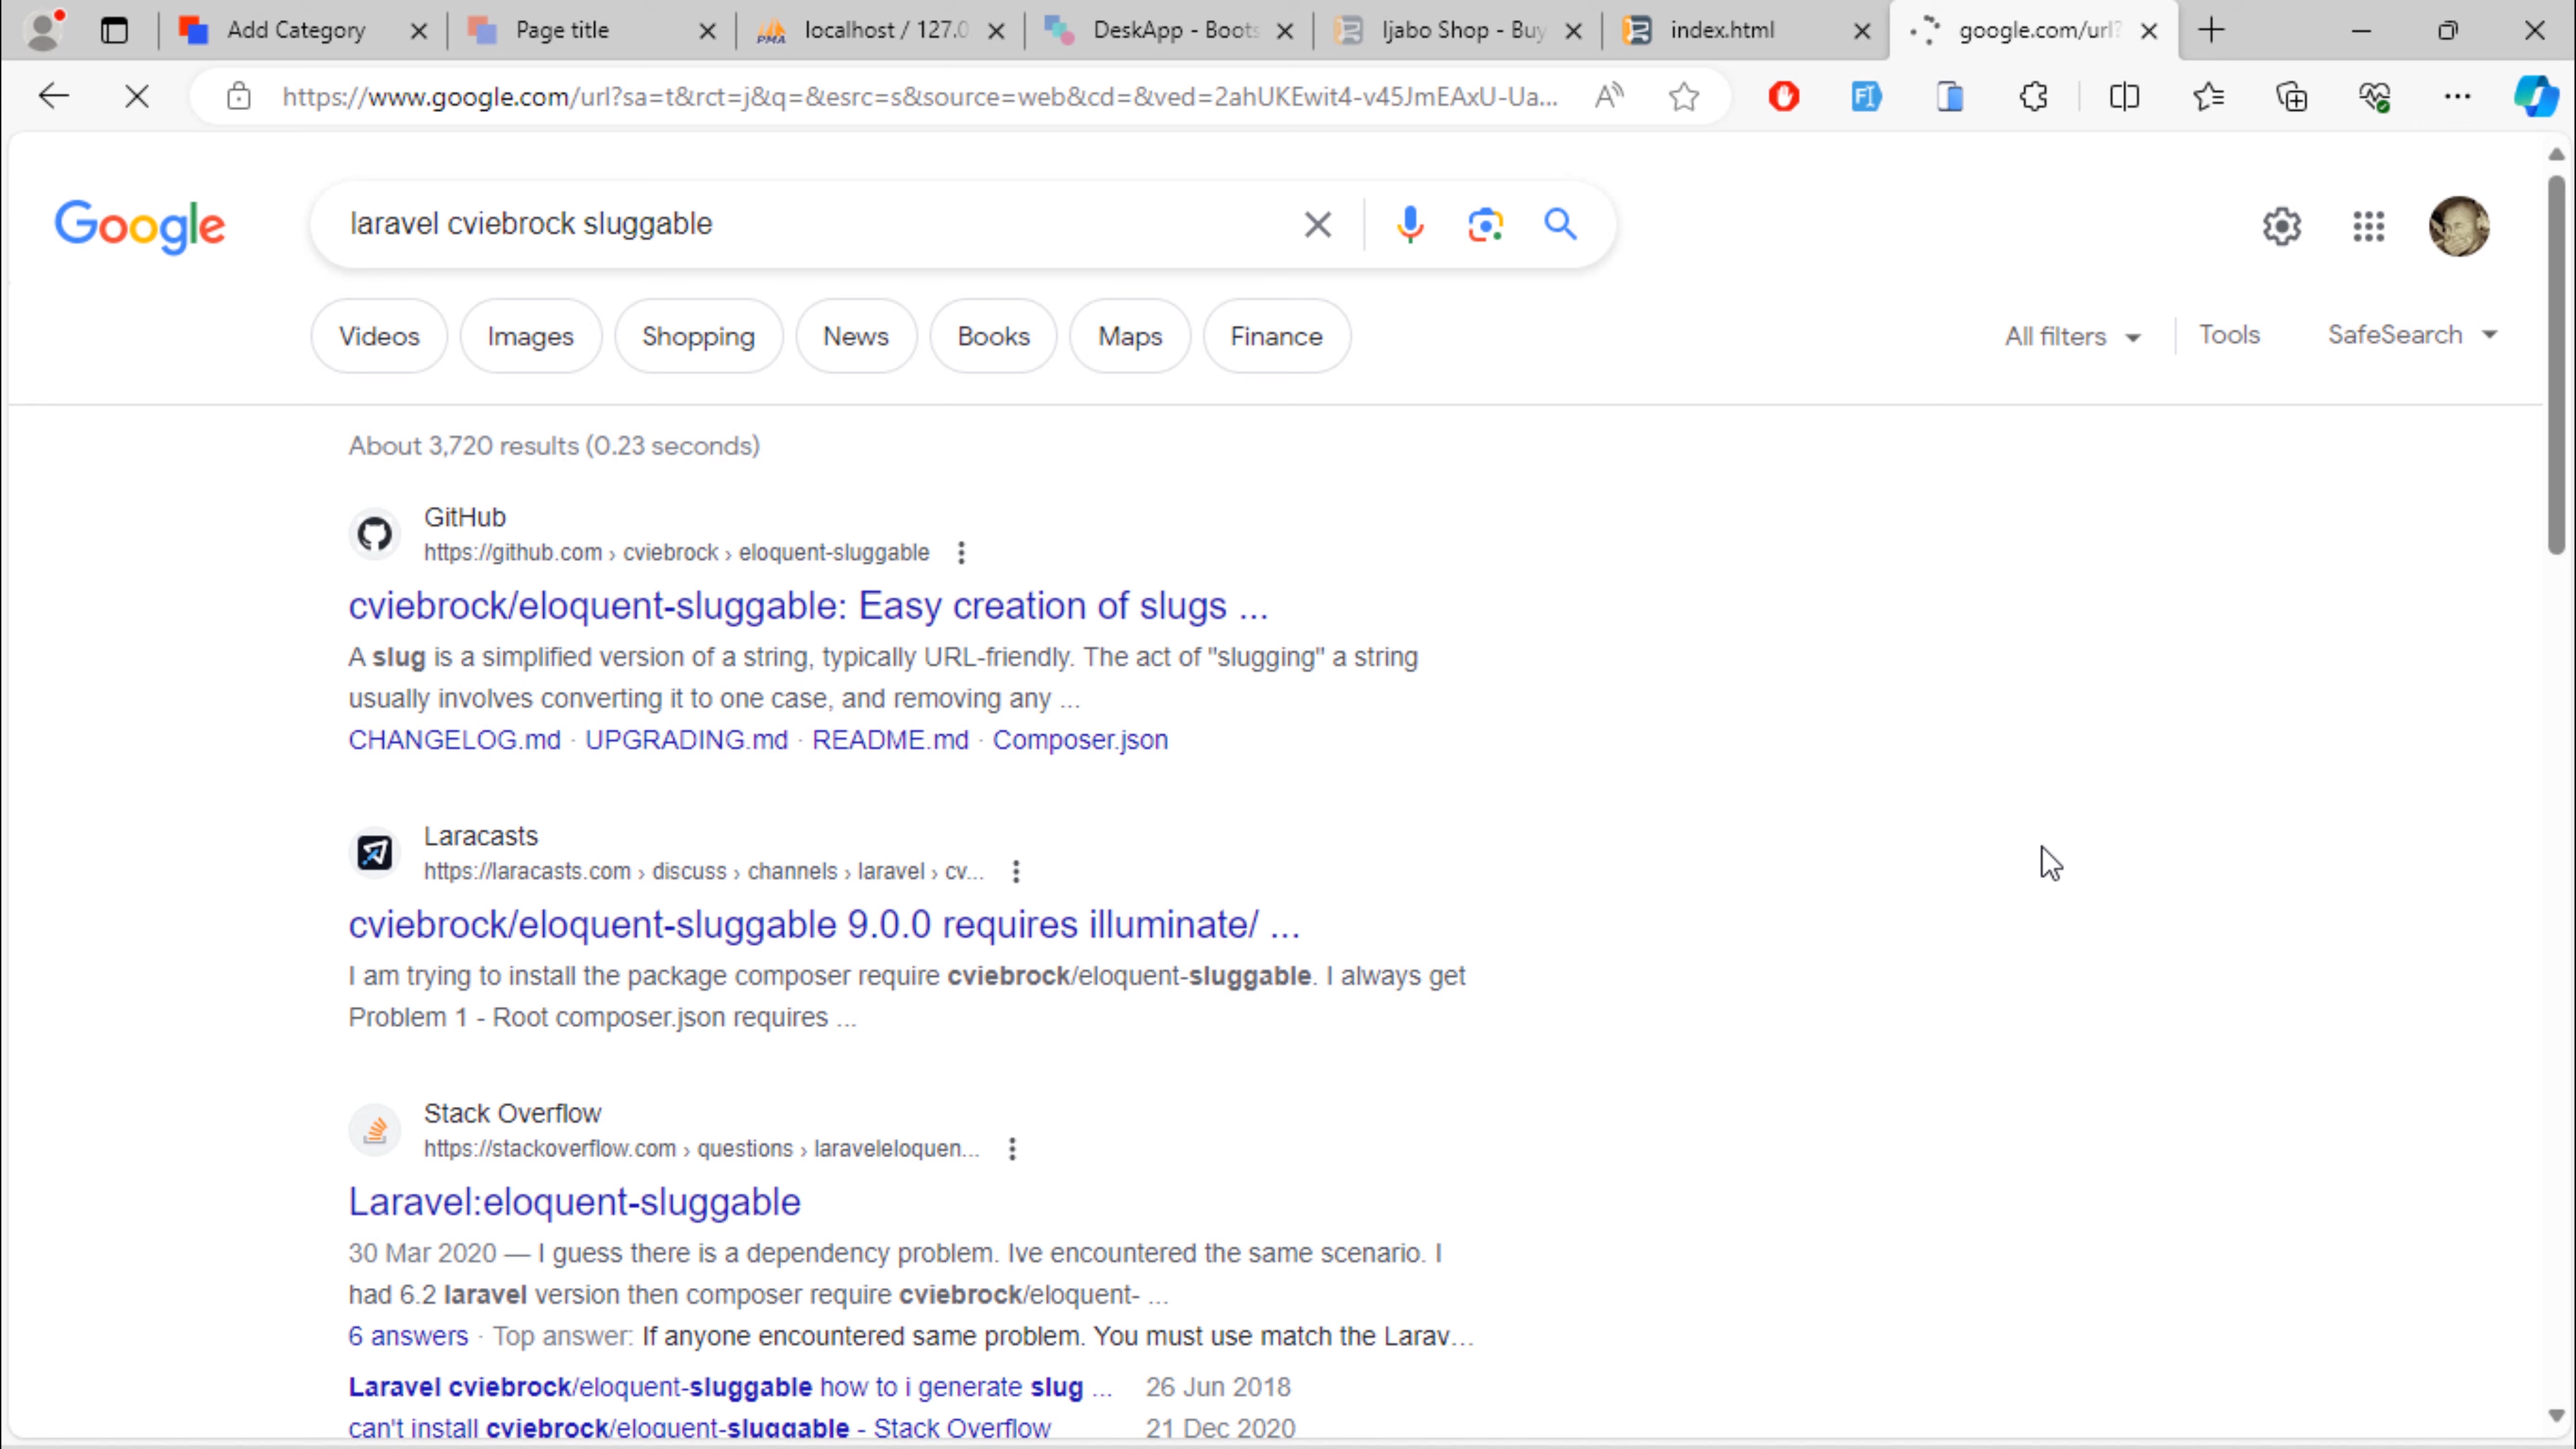 Add Category
Page title
localhost / 127.0
DeskApp - Boots
Ijabo Shop - Buy
index.html
google.com/url?
https://www.google.com/url?sa=t&rct=j&q=&esrc=s&source=web&cd=&ved=2ahUKEwit4-v45JmEAxU-Ua...
Google
laravel cviebrock sluggable
Videos
Images
Shopping
News
Books
Maps
Finance
All filters
Tools
SafeSearch
About 3,720 results (0.23 seconds)
GitHub
https://github.com › cviebrock › eloquent-sluggable
cviebrock/eloquent-sluggable: Easy creation of slugs ...
A slug is a simplified version of a string, typically URL-friendly. The act of "slugging" a string
usually involves converting it to one case, and removing any ...
CHANGELOG.md · UPGRADING.md · README.md · Composer.json
Laracasts
https://laracasts.com › discuss › channels › laravel › cv...
cviebrock/eloquent-sluggable 9.0.0 requires illuminate/ ...
I am trying to install the package composer require cviebrock/eloquent-sluggable. I always get
Problem 1 - Root composer.json requires ...
Stack Overflow
https://stackoverflow.com › questions › laraveleloquen...
Laravel:eloquent-sluggable
30 Mar 2020 — I guess there is a dependency problem. Ive encountered the same scenario. I
had 6.2 laravel version then composer require cviebrock/eloquent- ...
6 answers · Top answer: If anyone encountered same problem. You must use match the Larav...
Laravel cviebrock/eloquent-sluggable how to i generate slug ... 26 Jun 2018
can't install cviebrock/eloquent-sluggable - Stack Overflow 21 Dec 2020